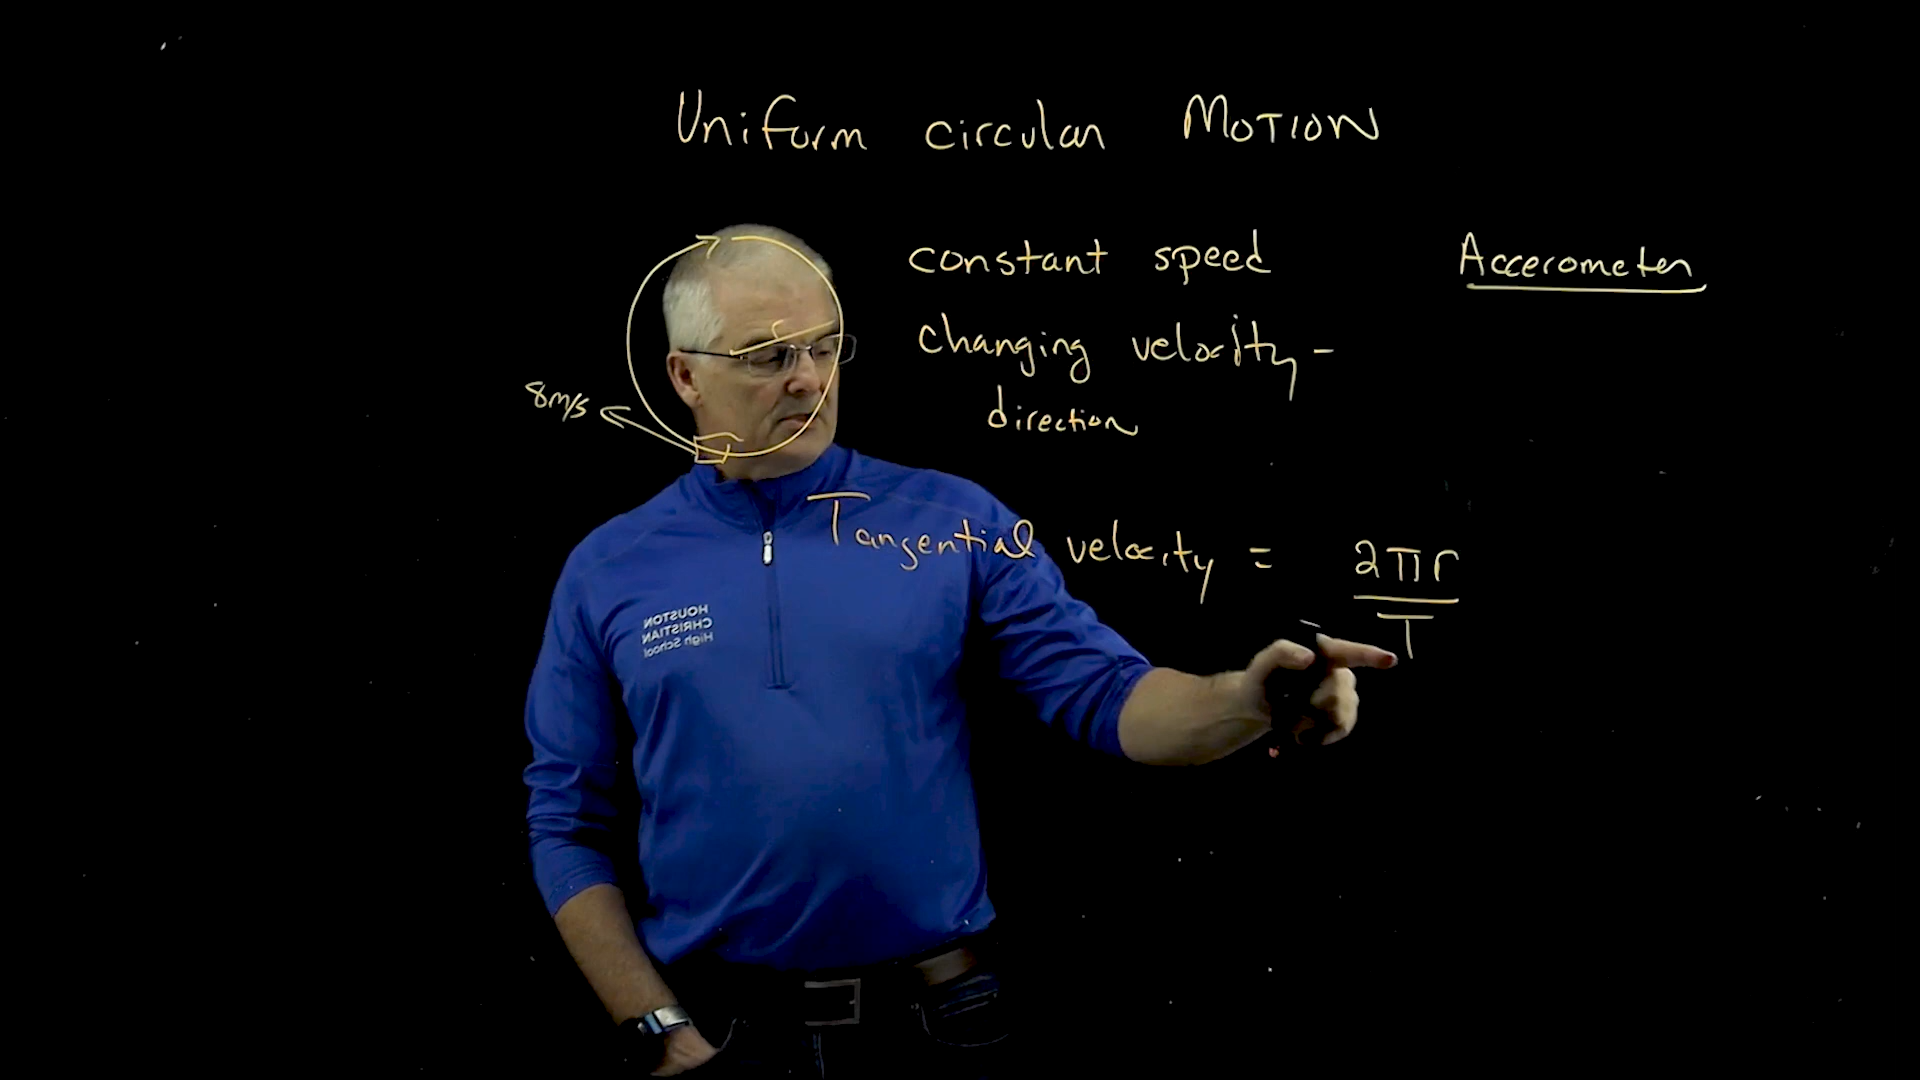 Uniform circular MOTION
constant speed
Accerometer
changing velocity -
direction
r
8m/s
Tangential velocity = 2πr
T
HOUSTON
CHRISTIAN
High School